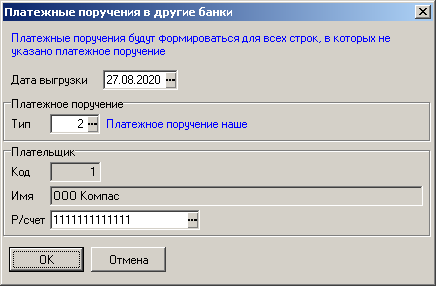 Платежные поручения в другие банки
Платежные поручения будут формироваться для всех строк, в которых не
указано платежное поручение
Дата выгрузки 27.08.2020
Платежное поручение
Тип 2 Платежное поручение наше
Плательщик
Код 1
Имя ООО Компас
Р/счет 1111111111111
OK Отмена